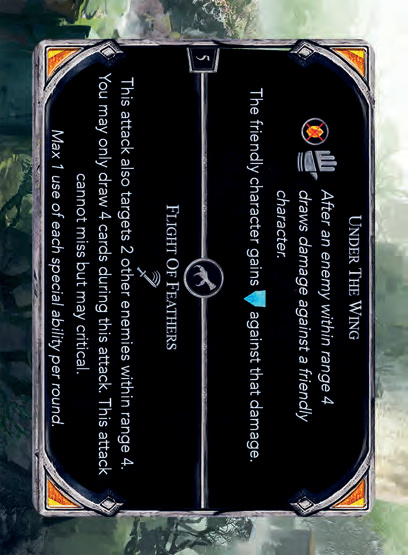 UNDER THE WING
After an enemy within range 4
draws damage against a friendly
character.
The friendly character gains against that damage.
5
FLIGHT OF FEATHERS
This attack also targets 2 other enemies within range 4.
You may only draw 4 cards during this attack. This attack
cannot miss but may critical.
Max 1 use of each special ability per round.